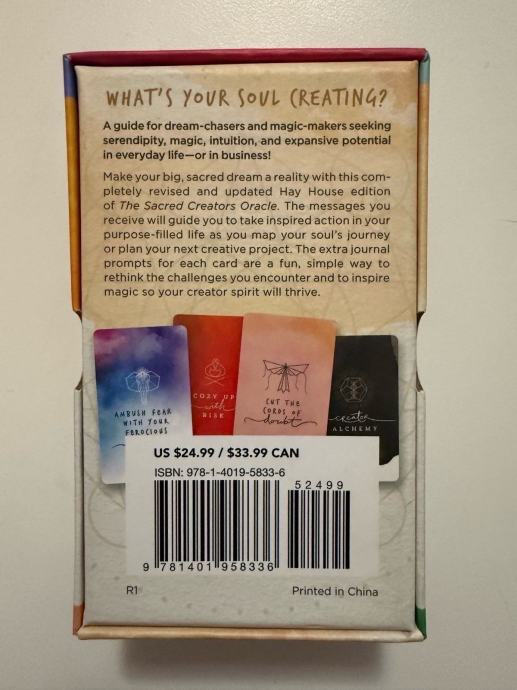 WHAT'S YOUR SOUL CREATING?
A guide for dream-chasers and magic-makers seeking
serendipity, magic, intuition, and expansive potential
in everyday life—or in business!
Make your big, sacred dream a reality with this com-
pletely revised and updated Hay House edition
of The Sacred Creators Oracle. The messages you
receive will guide you to take inspired action in your
purpose-filled life as you map your soul's journey
or plan your next creative project. The extra journal
prompts for each card are a fun, simple way to
rethink the challenges you encounter and to inspire
magic so your creator spirit will thrive.
AMBUSH FEAR
WITH YOUR
FEROCIOUS
COZY UP
with
RISK
CUT THE
CORDS OF
doubt
creator
ALCHEMY
US $24.99 / $33.99 CAN
ISBN: 978-1-4019-5833-6
52499
9 781401 958336
R1
Printed in China